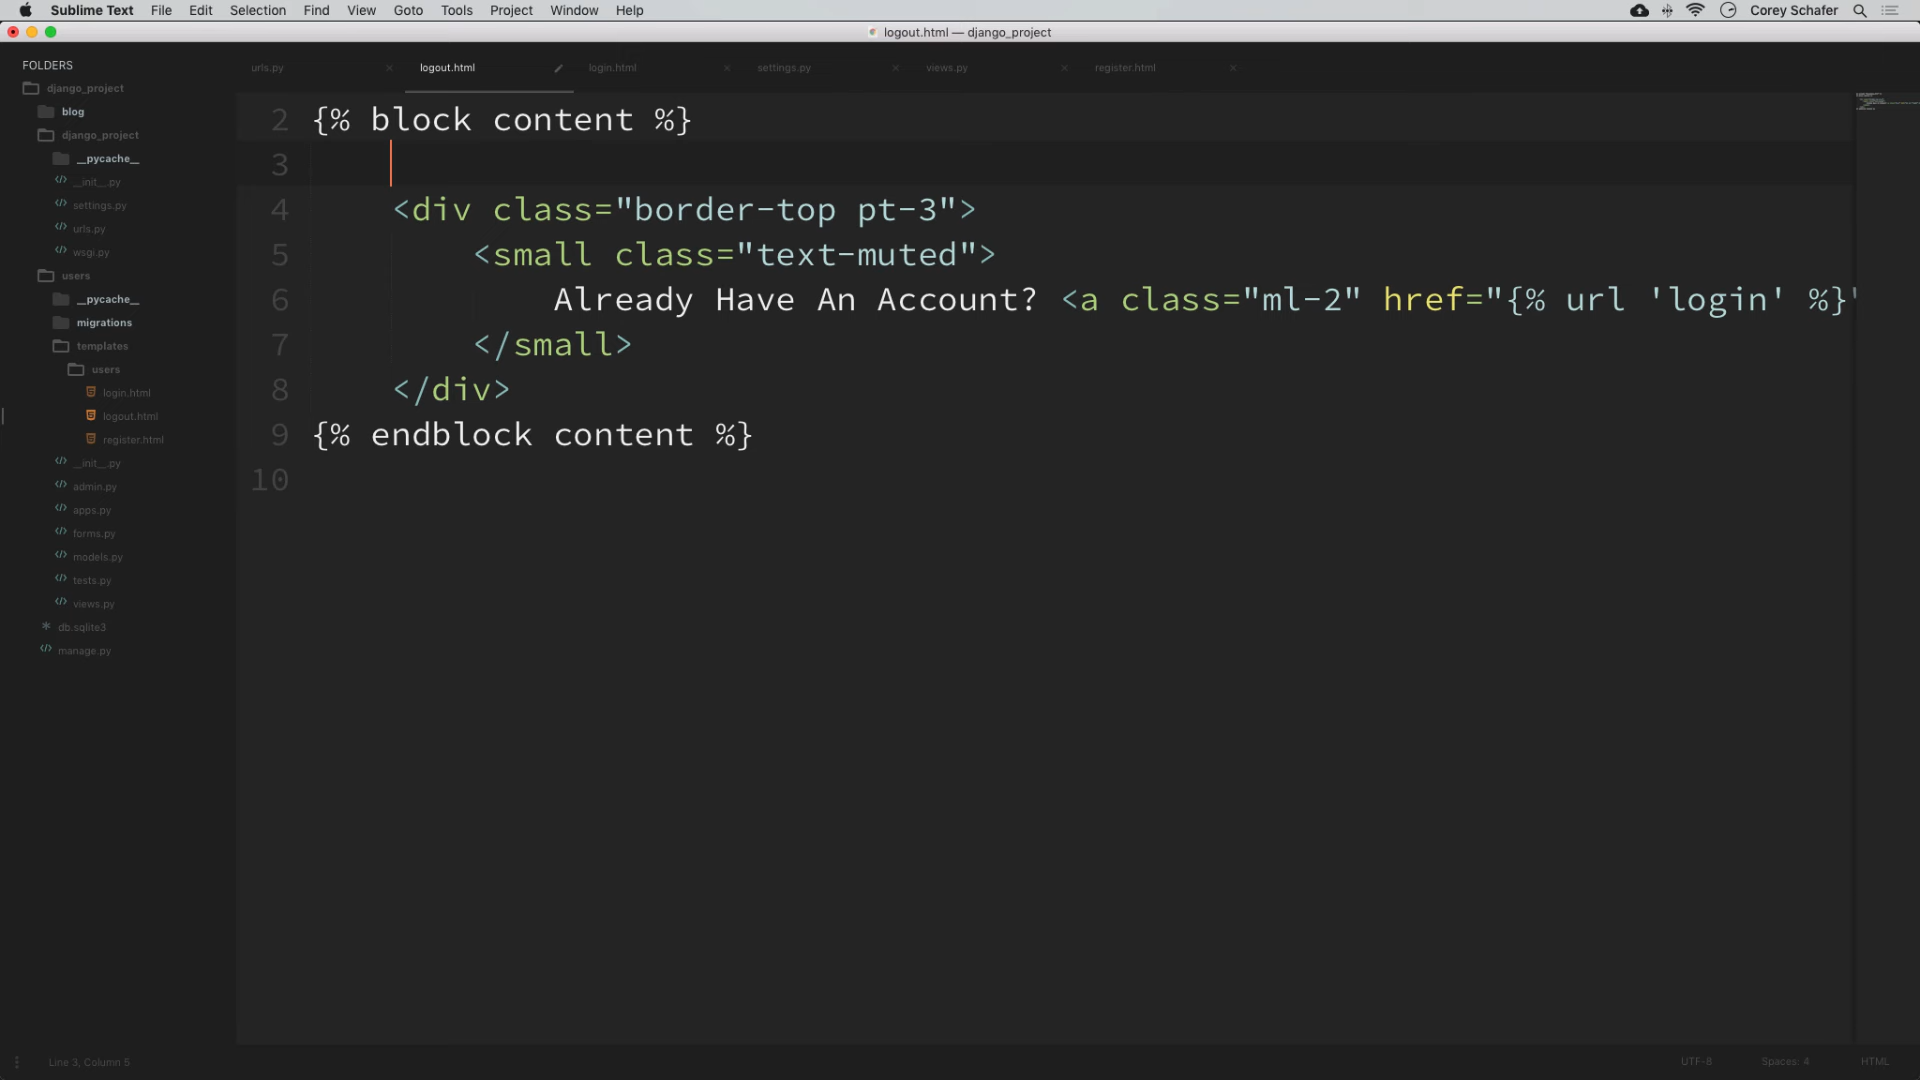 Sublime Text File Edit Selection Find View Goto Tools Project Window Help Corey Schafer
logout.html — django_project
FOLDERS
django_project
blog
django_project
__pycache__
__init__.py
settings.py
urls.py
wsgi.py
users
__pycache__
migrations
templates
users
login.html
logout.html
register.html
__init__.py
admin.py
apps.py
forms.py
models.py
tests.py
views.py
db.sqlite3
manage.py
urls.py logout.html login.html settings.py views.py register.html
2 {% block content %}
3
4 <div class="border-top pt-3">
5 <small class="text-muted">
6 Already Have An Account? <a class="ml-2" href="{% url 'login' %}"
7 </small>
8 </div>
9 {% endblock content %}
10
Line 3, Column 5 UTF-8 Spaces: 4 HTML